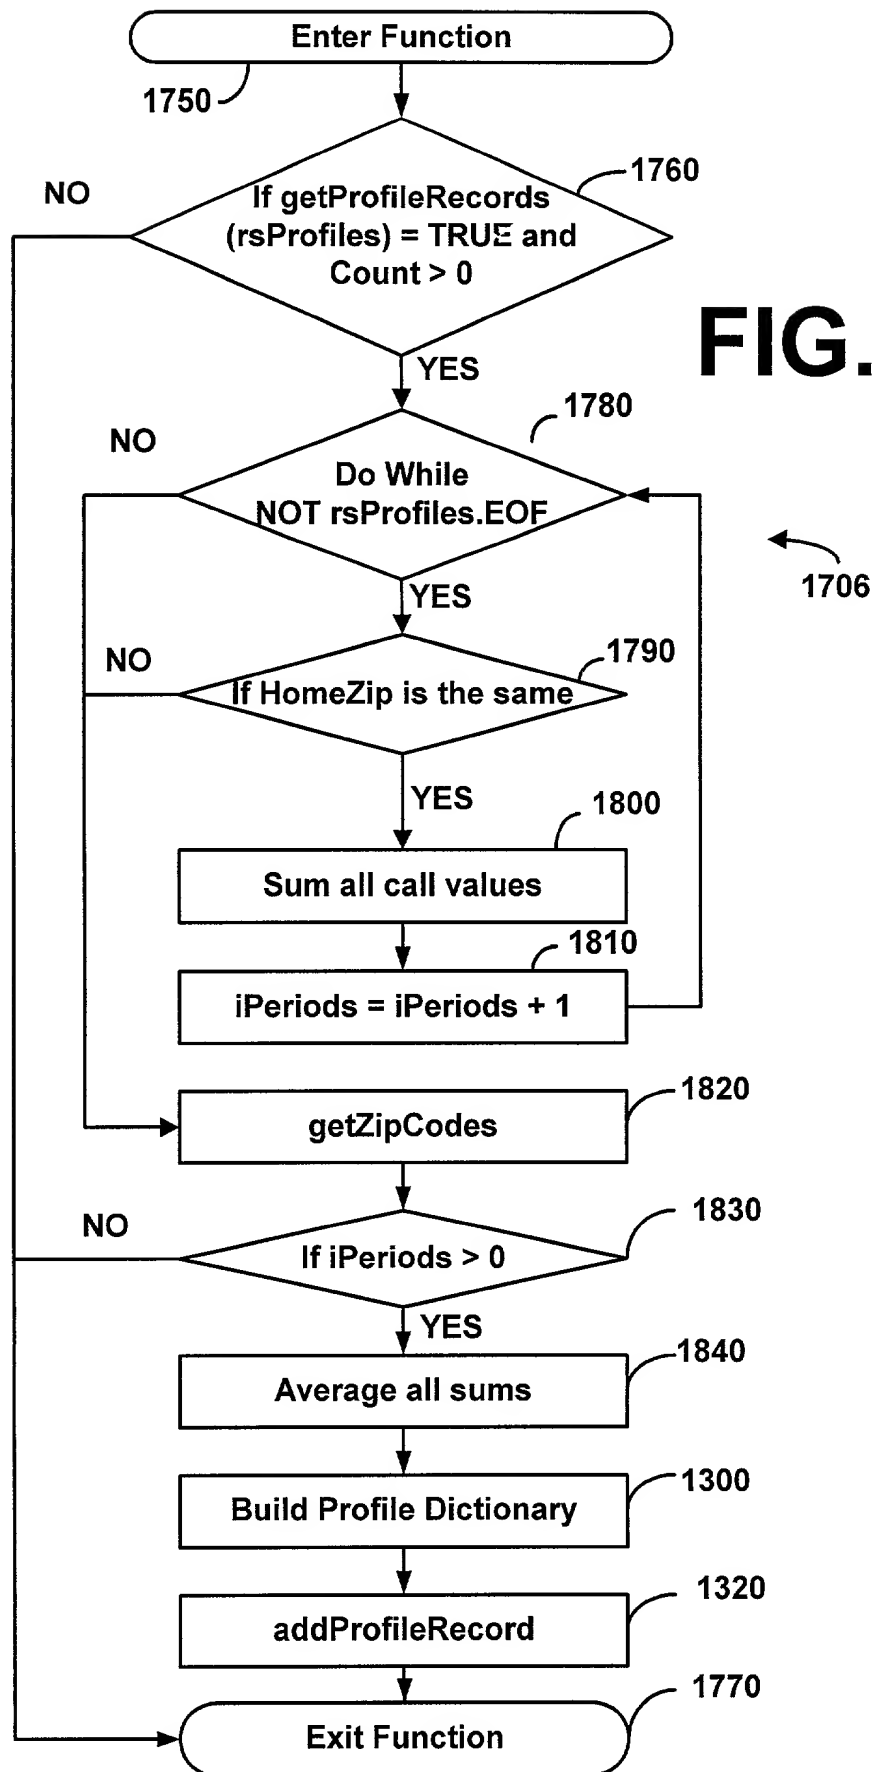 Enter Function
1750
1760
NO
If getProfileRecords
(rsProfiles) = TRUE and
Count > 0
FIG.
YES
1780
NO
Do While
NOT rsProfiles.EOF
1706
YES
1790
NO
If HomeZip is the same
YES
1800
Sum all call values
1810
iPeriods = iPeriods + 1
1820
getZipCodes
1830
NO
If iPeriods > 0
YES
1840
Average all sums
1300
Build Profile Dictionary
1320
addProfileRecord
1770
Exit Function